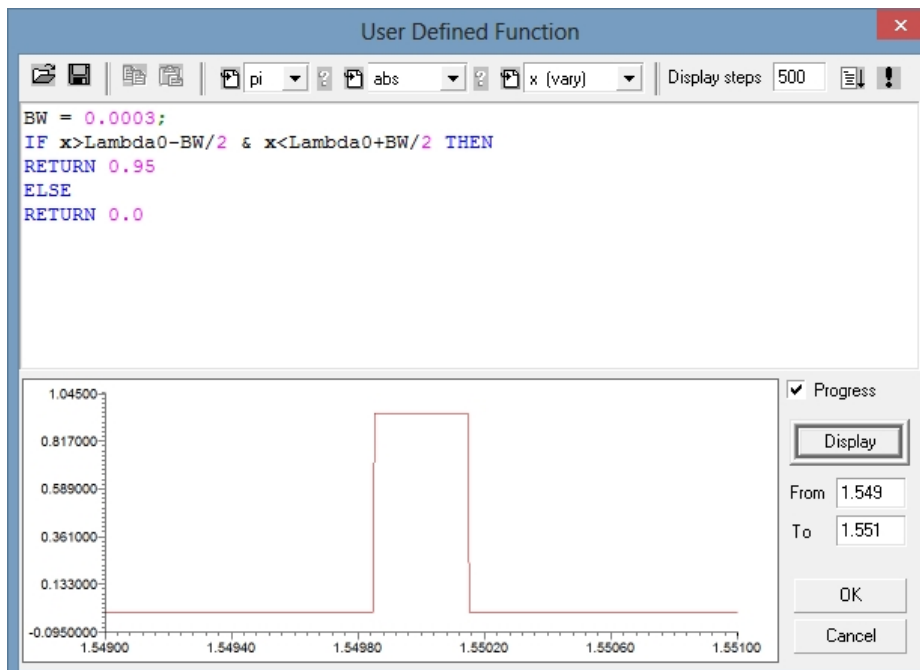 User Defined Function
pi abs x (vary) Display steps 500
BW = 0.0003;
IF x>Lambda0-BW/2 & x<Lambda0+BW/2 THEN
RETURN 0.95
ELSE
RETURN 0.0
1.04500
0.817000
0.589000
0.361000
0.133000
-0.0950000
1.54900 1.54940 1.54980 1.55020 1.55060 1.55100
Progress
Display
From 1.549
To 1.551
OK
Cancel